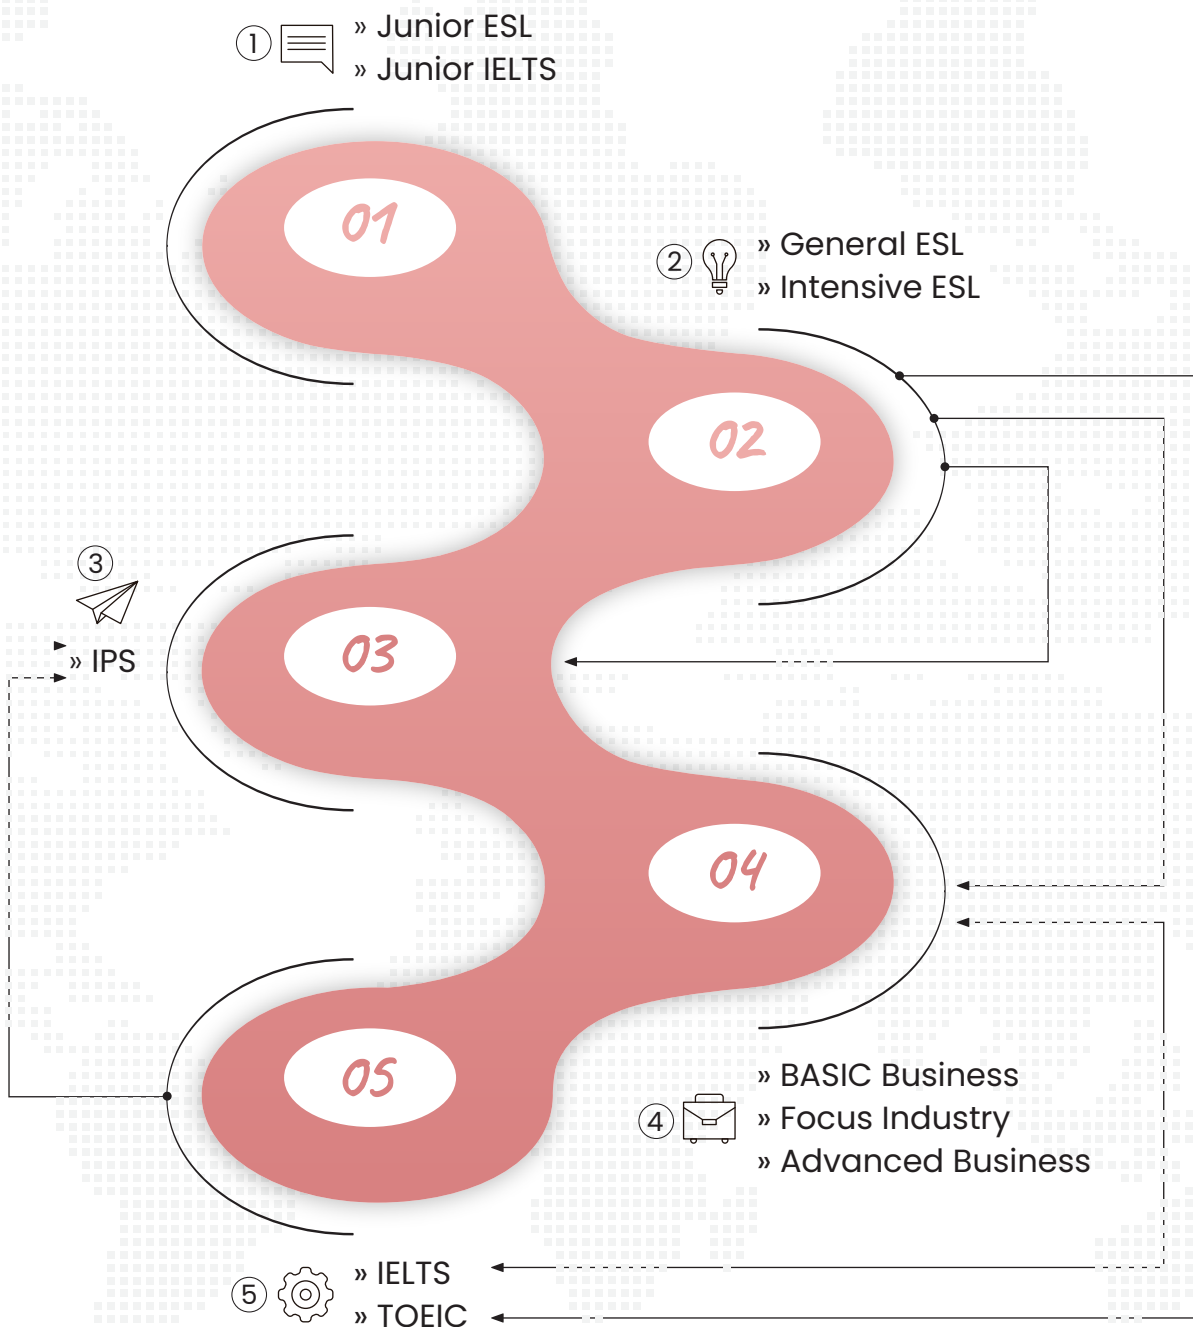 1
» Junior ESL
» Junior IELTS
01
2
» General ESL
» Intensive ESL
02
3
» IPS
03
04
4
» BASIC Business
» Focus Industry
» Advanced Business
05
5
» IELTS
» TOEIC